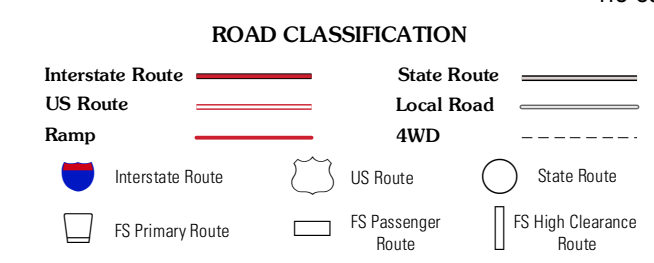 ROAD CLASSIFICATION
Interstate Route
State Route
US Route
Local Road
Ramp
4WD
Interstate Route
US Route
State Route
FS Primary Route
FS Passenger
Route
FS High Clearance
Route